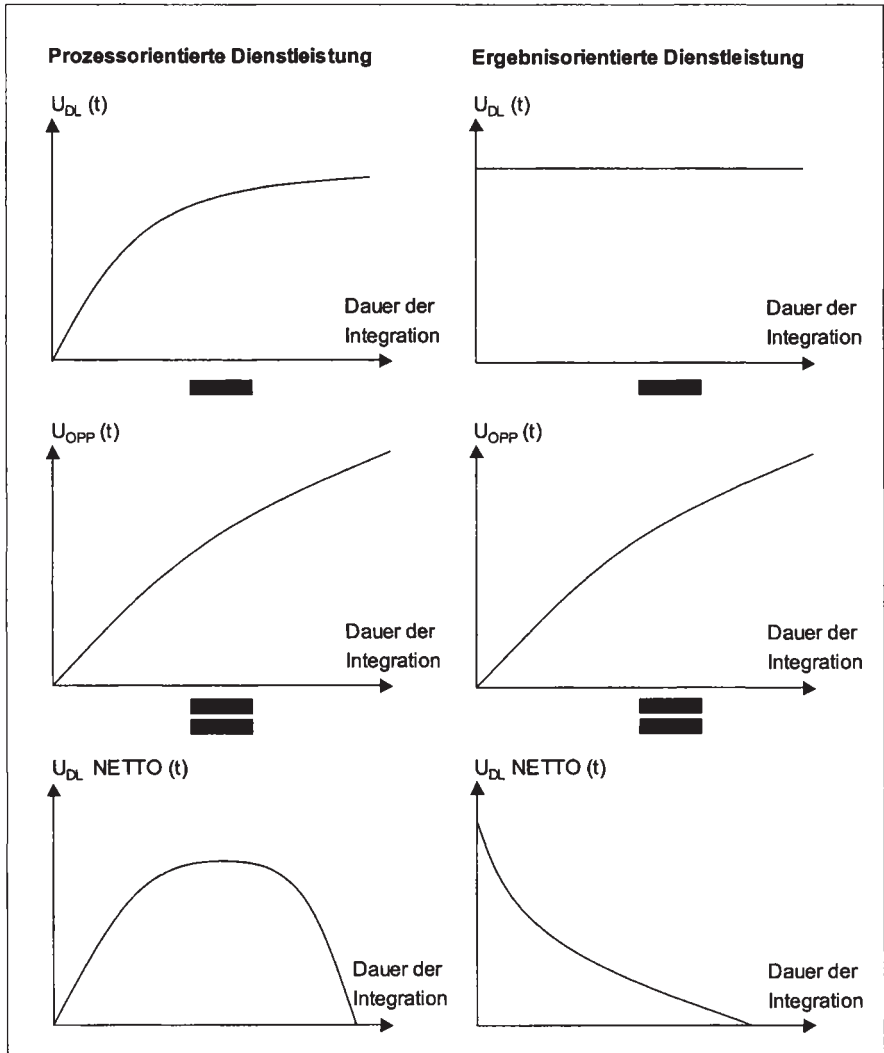 Prozessorientierte Dienstleistung
Ergebnisorientierte Dienstleistung
U_DL (t)
Dauer der
Integration
U_DL (t)
Dauer der
Integration
U_OPP (t)
Dauer der
Integration
U_OPP (t)
Dauer der
Integration
U_DL NETTO (t)
Dauer der
Integration
U_DL NETTO (t)
Dauer der
Integration